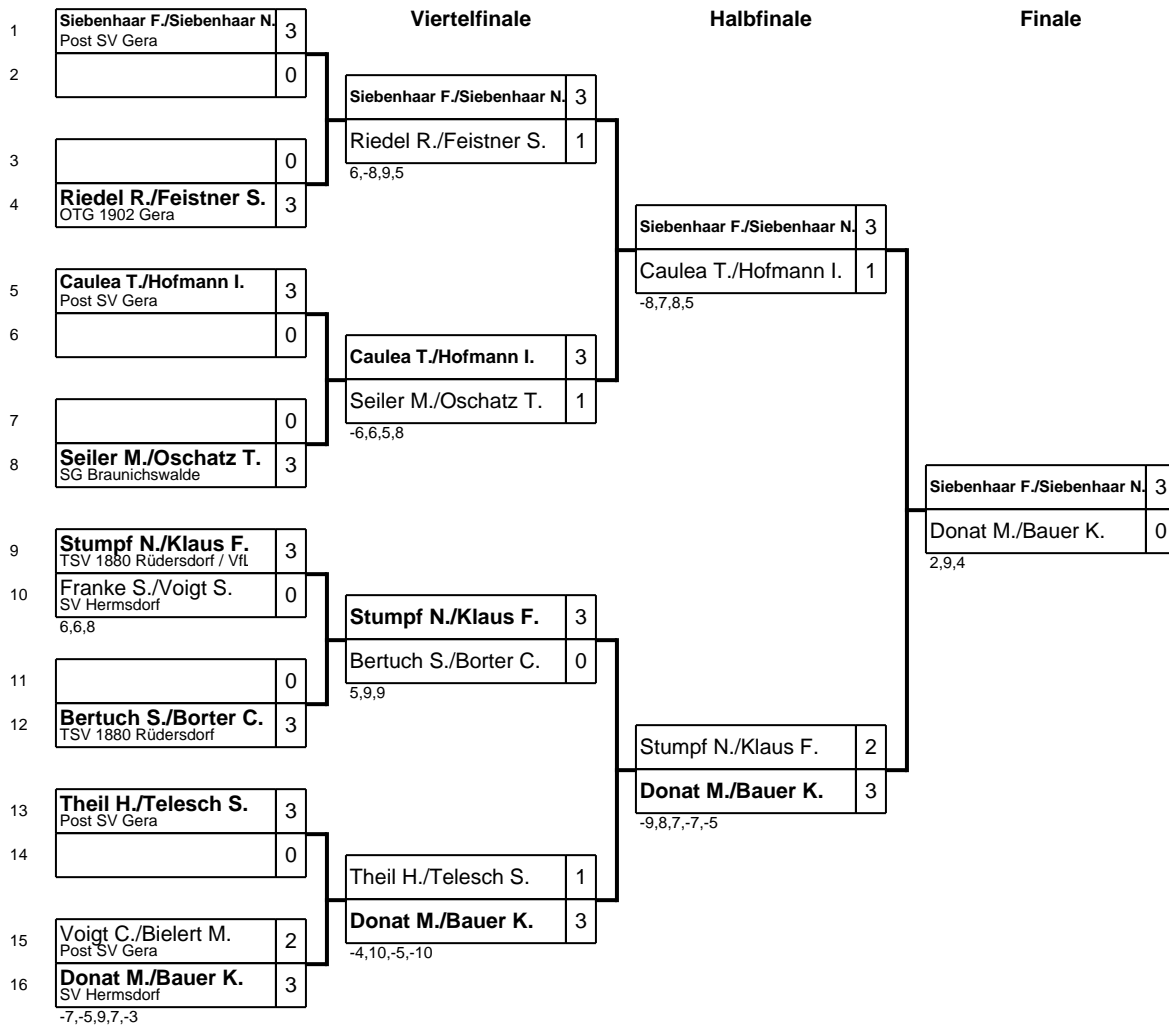 Viertelfinale
Halbfinale
Finale
1
Siebenhaar F./Siebenhaar N.
Post SV Gera
3
2
0
3
0
4
Riedel R./Feistner S.
OTG 1902 Gera
3
5
Caulea T./Hofmann I.
Post SV Gera
3
6
0
7
0
8
Seiler M./Oschatz T.
SG Braunichswalde
3
9
Stumpf N./Klaus F.
TSV 1880 Rüdersdorf / VfL
3
10
Franke S./Voigt S.
SV Hermsdorf
0
6,6,8
11
0
12
Bertuch S./Borter C.
TSV 1880 Rüdersdorf
3
13
Theil H./Telesch S.
Post SV Gera
3
14
0
15
Voigt C./Bielert M.
Post SV Gera
2
16
Donat M./Bauer K.
SV Hermsdorf
3
-7,-5,9,7,-3
Siebenhaar F./Siebenhaar N.
3
Riedel R./Feistner S.
1
6,-8,9,5
Caulea T./Hofmann I.
3
Seiler M./Oschatz T.
1
-6,6,5,8
Stumpf N./Klaus F.
3
Bertuch S./Borter C.
0
5,9,9
Theil H./Telesch S.
1
Donat M./Bauer K.
3
-4,10,-5,-10
Siebenhaar F./Siebenhaar N.
3
Caulea T./Hofmann I.
1
-8,7,8,5
Stumpf N./Klaus F.
2
Donat M./Bauer K.
3
-9,8,7,-7,-5
Siebenhaar F./Siebenhaar N.
3
Donat M./Bauer K.
0
2,9,4